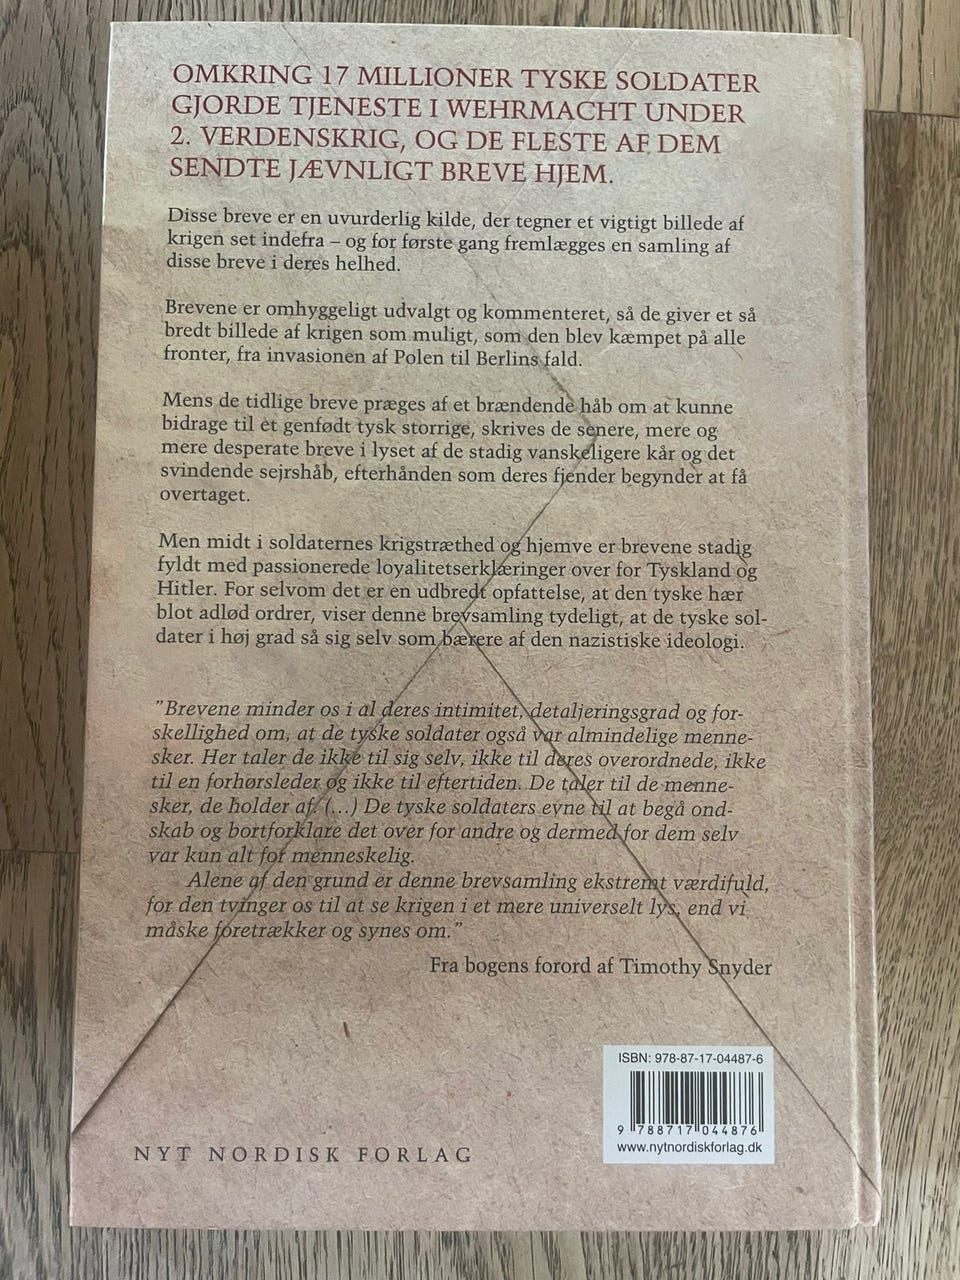 OMKRING 17 MILLIONER TYSKE SOLDATER
GJORDE TJENESTE I WEHRMACHT UNDER
2. VERDENSKRIG, OG DE FLESTE AF DEM
SENDTE JÆVNLIGT BREVE HJEM.
Disse breve er en uvurderlig kilde, der tegner et vigtigt billede af
krigen set indefra – og for første gang fremlægges en samling af
disse breve i deres helhed.
Brevene er omhyggeligt udvalgt og kommenteret, så de giver et så
bredt billede af krigen som muligt, som den blev kæmpet på alle
fronter, fra invasionen af Polen til Berlins fald.
Mens de tidlige breve præges af et brændende håb om at kunne
bidrage til et genfødt tysk storrige, skrives de senere, mere og
mere desperate breve i lyset af de stadig vanskeligere kår og det
svindende sejrshåb, efterhånden som deres fjender begynder at få
overtaget.
Men midt i soldaternes krigstræthed og hjemve er brevene stadig
fyldt med passionerede loyalitetserklæringer over for Tyskland og
Hitler. For selvom det er en udbredt opfattelse, at den tyske hær
blot adlød ordrer, viser denne brevsamling tydeligt, at de tyske sol-
dater i høj grad så sig selv som bærere af den nazistiske ideologi.
”Brevene minder os i al deres intimitet, detaljeringsgrad og for-
skellighed om, at de tyske soldater også var almindelige menne-
sker. Her taler de ikke til sig selv, ikke til deres overordnede, ikke
til en forhørsleder og ikke til eftertiden. De taler til de menne-
sker, de holder af. (…) De tyske soldaters evne til at begå ond-
skab og bortforklare det over for andre og dermed for dem selv
var kun alt for menneskelig.
Alene af den grund er denne brevsamling ekstremt værdifuld,
for den tvinger os til at se krigen i et mere universelt lys, end vi
måske foretrækker og synes om.”
Fra bogens forord af Timothy Snyder
ISBN: 978-87-17-04487-6
9 788717 044876
www.nytnordiskforlag.dk
NYT NORDISK FORLAG